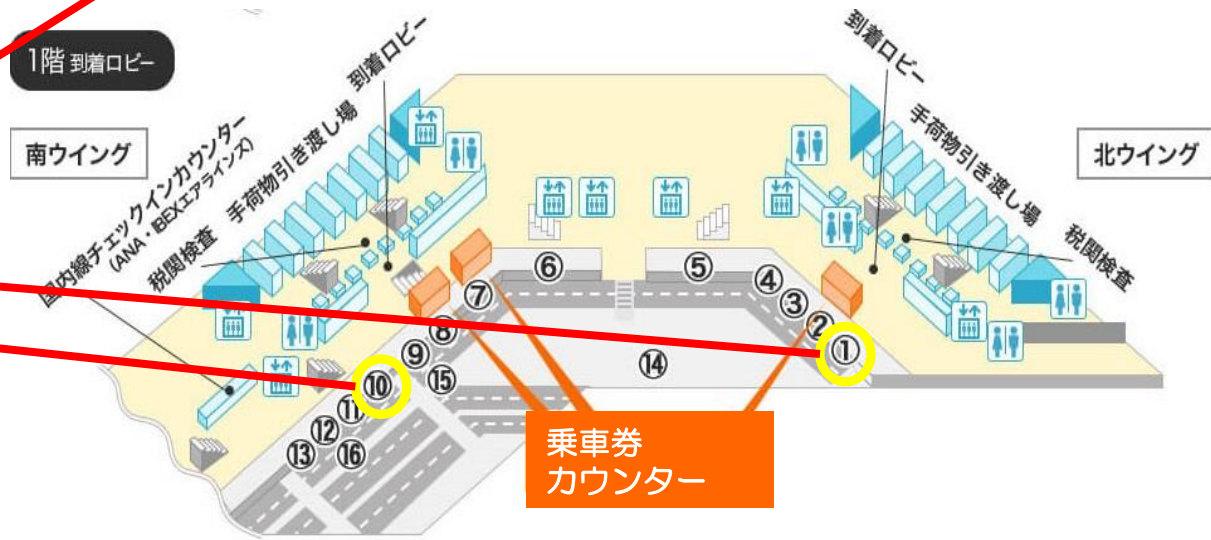 1階 到着ロビー
南ウイング
国内線チェックインカウンター
(ANA・IBEXエアラインズ)
税関検査
手荷物引き渡し場
到着ロビー
到着ロビー
手荷物引き渡し場
税関検査
北ウイング
⑥
⑤
④
③
②
①
⑦
⑧
⑨
⑩
⑪
⑫
⑬
⑭
⑮
⑯
乗車券
カウンター